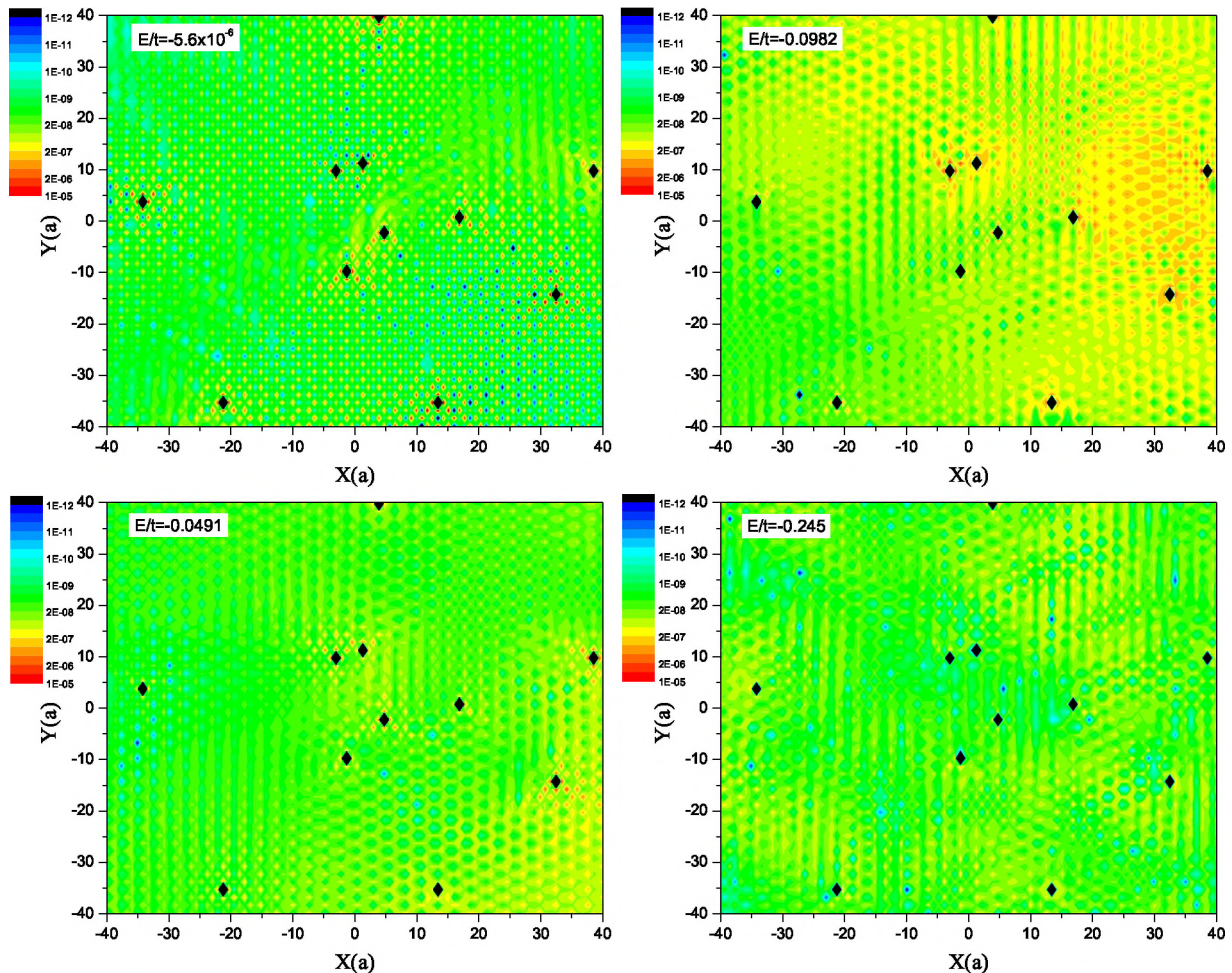 E/t=-5.6x10⁻⁶
1E-12
1E-11
1E-10
1E-09
2E-08
2E-07
2E-06
1E-05
Y(a)
40
30
20
10
0
-10
-20
-30
-40
-40 -30 -20 -10 0 10 20 30 40
X(a)
E/t=-0.0982
1E-12
1E-11
1E-10
1E-09
2E-08
2E-07
2E-06
1E-05
Y(a)
40
30
20
10
0
-10
-20
-30
-40
-40 -30 -20 -10 0 10 20 30 40
X(a)
E/t=-0.0491
1E-12
1E-11
1E-10
1E-09
2E-08
2E-07
2E-06
1E-05
Y(a)
40
30
20
10
0
-10
-20
-30
-40
-40 -30 -20 -10 0 10 20 30 40
X(a)
E/t=-0.245
1E-12
1E-11
1E-10
1E-09
2E-08
2E-07
2E-06
1E-05
Y(a)
40
30
20
10
0
-10
-20
-30
-40
-40 -30 -20 -10 0 10 20 30 40
X(a)